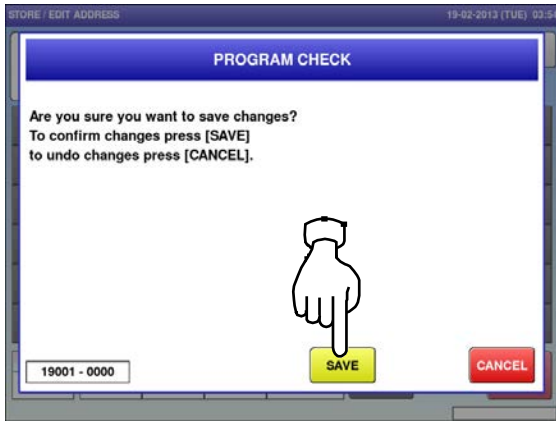 STORE / EDIT ADDRESS 19-02-2013 (TUE) 03:54
PROGRAM CHECK
Are you sure you want to save changes?
To confirm changes press [SAVE]
to undo changes press [CANCEL].
19001 - 0000
SAVE
CANCEL